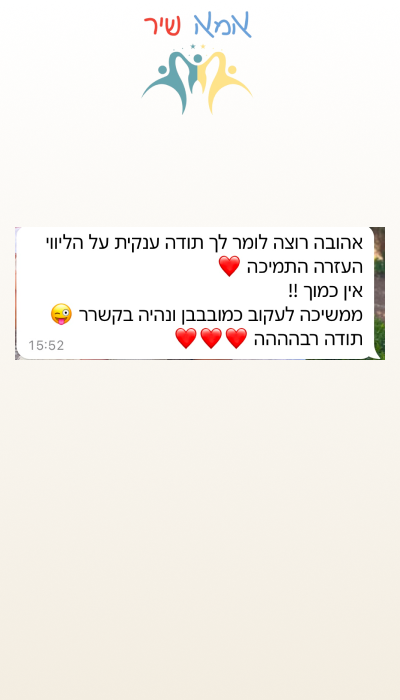 אמא שיר
אהובה רוצה לומר לך תודה ענקית על הליווי
העזרה התמיכה ❤️
אין כמוך !!
ממשיכה לעקוב כמובבבן ונהיה בקשרר 😜
תודה רבהההה ❤️❤️❤️
15:52